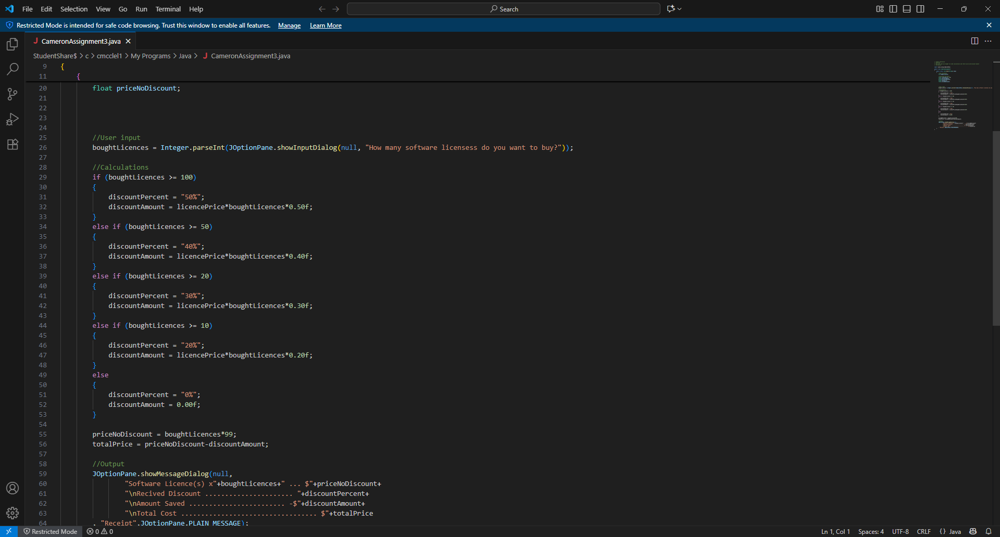 File Edit Selection View Go Run Terminal Help Search
Restricted Mode is intended for safe code browsing. Trust this window to enable all features. Manage Learn More
J CameronAssignment3.java
StudentShare$ > c > cmcclel1 > My Programs > Java > J CameronAssignment3.java
9 {
11 {
20 float priceNoDiscount;
21
22
23
24
25 //User input
26 boughtLicences = Integer.parseInt(JOptionPane.showInputDialog(null, "How many software licensess do you want to buy?"));
27
28 //Calculations
29 if (boughtLicences >= 100)
30 {
31 discountPercent = "50%";
32 discountAmount = licencePrice*boughtLicences*0.50f;
33 }
34 else if (boughtLicences >= 50)
35 {
36 discountPercent = "40%";
37 discountAmount = licencePrice*boughtLicences*0.40f;
38 }
39 else if (boughtLicences >= 20)
40 {
41 discountPercent = "30%";
42 discountAmount = licencePrice*boughtLicences*0.30f;
43 }
44 else if (boughtLicences >= 10)
45 {
46 discountPercent = "20%";
47 discountAmount = licencePrice*boughtLicences*0.20f;
48 }
49 else
50 {
51 discountPercent = "0%";
52 discountAmount = 0.00f;
53 }
54
55 priceNoDiscount = boughtLicences*99;
56 totalPrice = priceNoDiscount-discountAmount;
57
58 //Output
59 JOptionPane.showMessageDialog(null,
60 "Software Licence(s) x"+boughtLicences+" ... $"+priceNoDiscount+
61 "\nRecived Discount ...................... "+discountPercent+
62 "\nAmount Saved ........................ -$"+discountAmount+
63 "\nTotal Cost .................................. $"+totalPrice
64 , "Receipt",JOptionPane.PLAIN_MESSAGE);
Restricted Mode 0 0 Ln 1, Col 1 Spaces: 4 UTF-8 CRLF {} Java